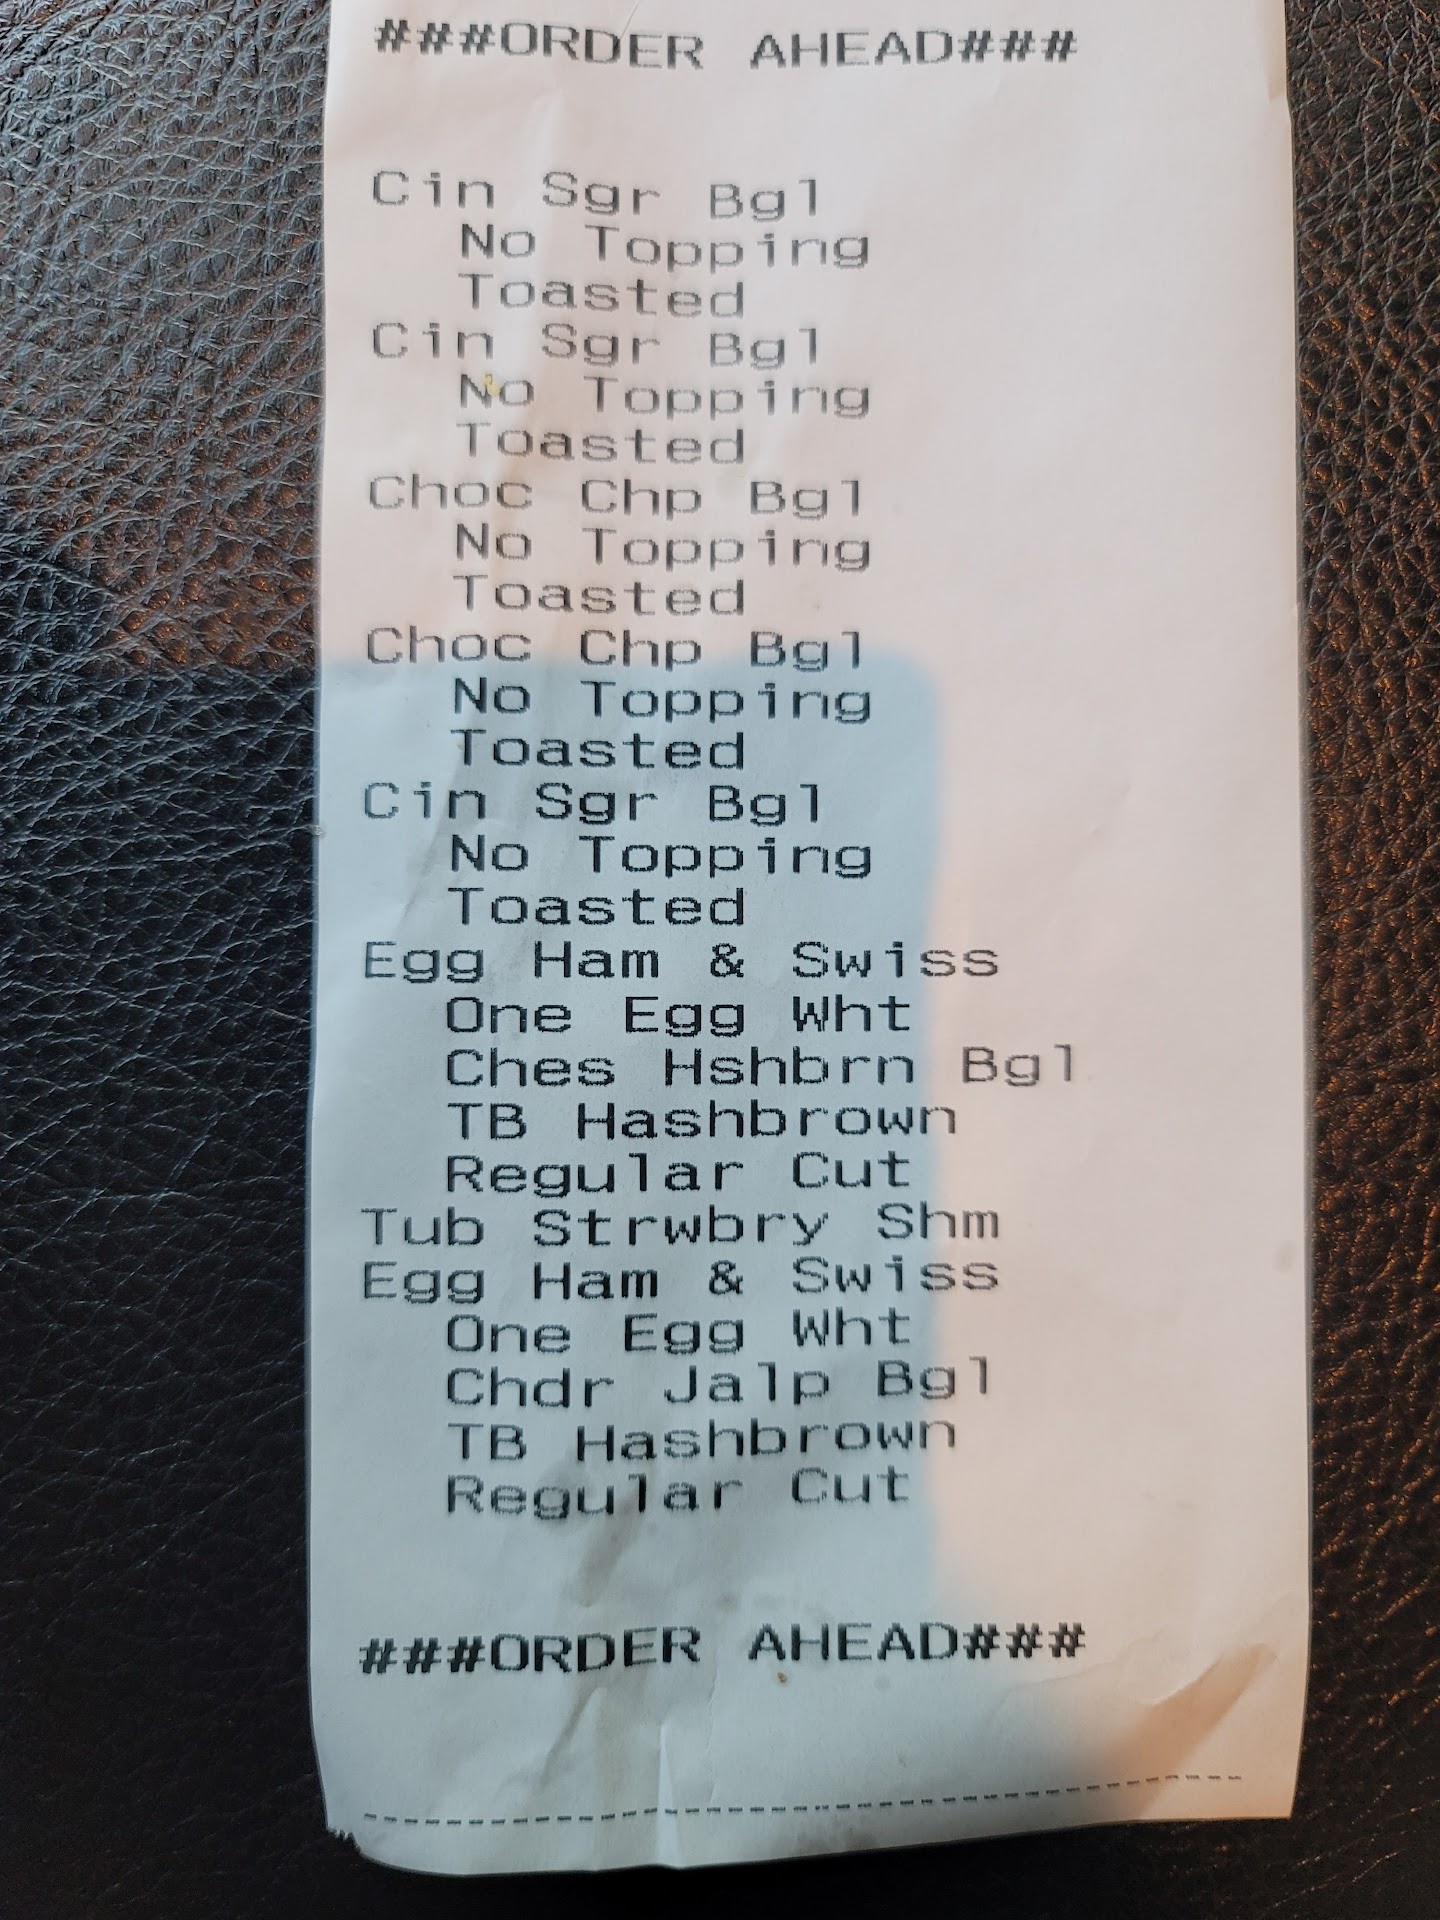 ###ORDER AHEAD###
Cin Sgr Bgl
No Topping
Toasted
Cin Sgr Bgl
No Topping
Toasted
Choc Chp Bgl
No Topping
Toasted
Choc Chp Bgl
No Topping
Toasted
Cin Sgr Bgl
No Topping
Toasted
Egg Ham & Swiss
One Egg Wht
Ches Hshbrn Bgl
TB Hashbrown
Regular Cut
Tub Strwbry Shm
Egg Ham & Swiss
One Egg Wht
Chdr Jalp Bgl
TB Hashbrown
Regular Cut
###ORDER AHEAD###